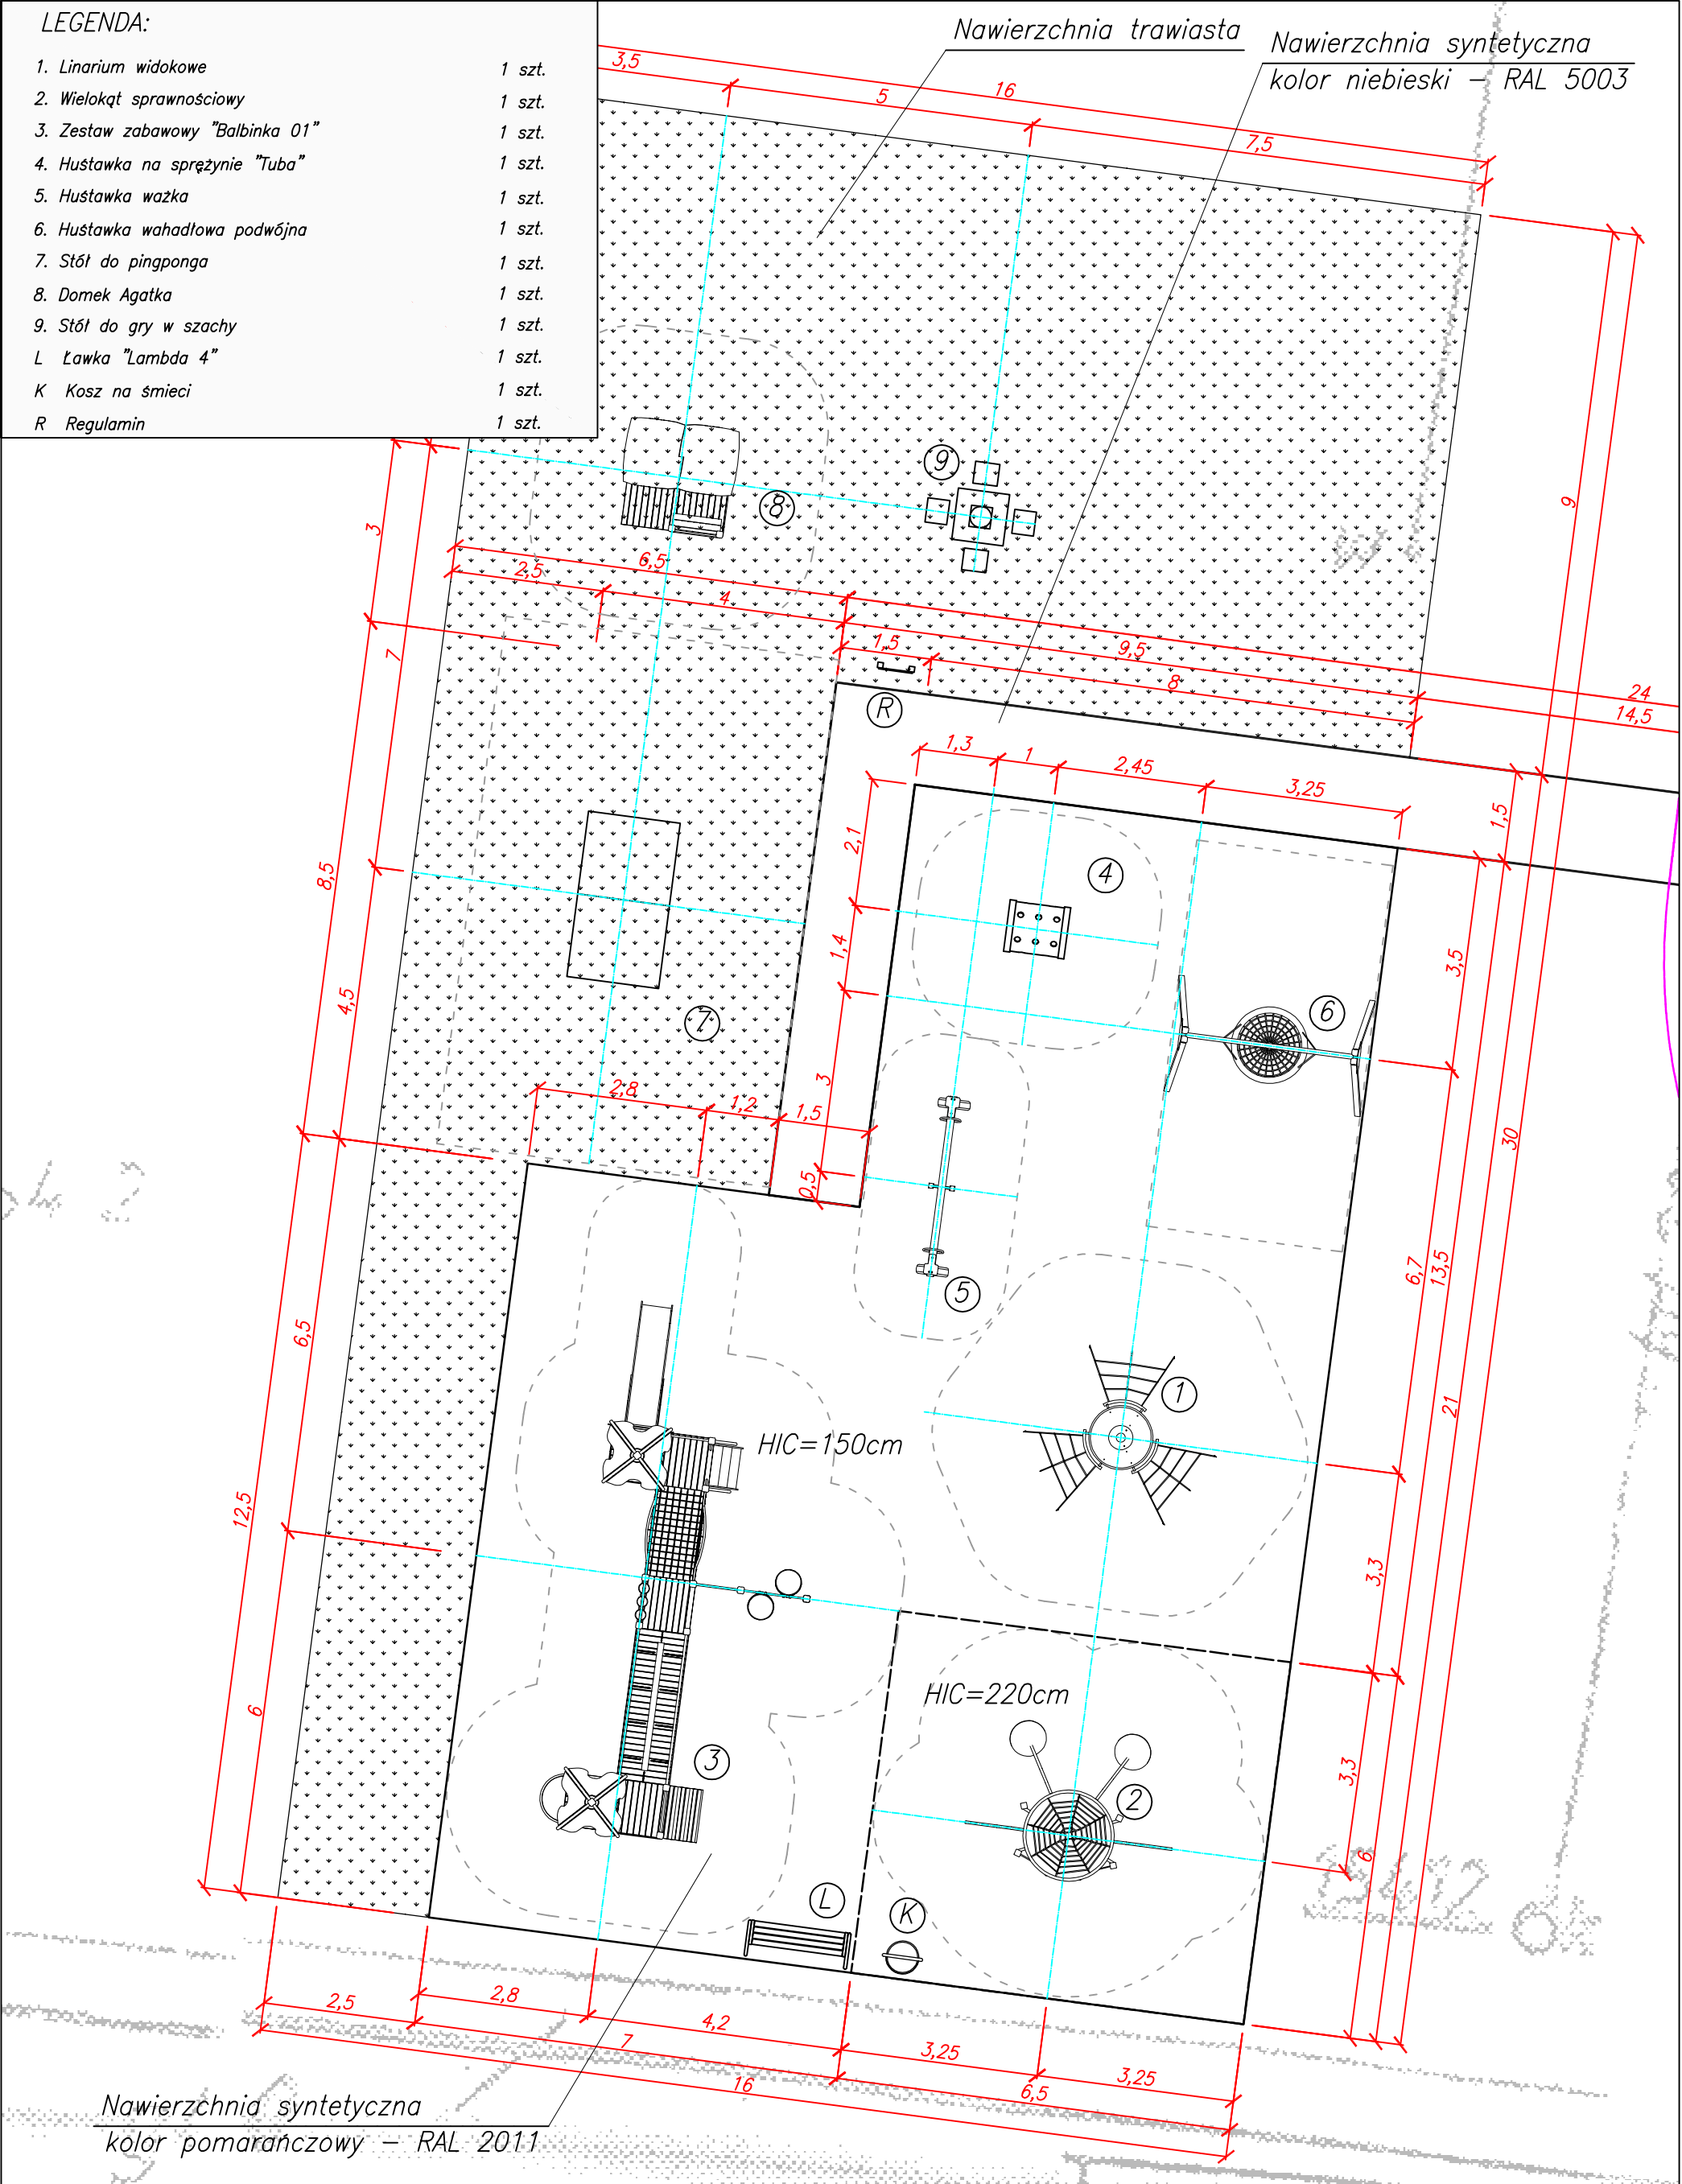 LEGENDA:
1. Linarium widokowe 1 szt.
2. Wielokąt sprawnościowy 1 szt.
3. Zestaw zabawowy "Balbinka 01" 1 szt.
4. Huśtawka na sprężynie "Tuba" 1 szt.
5. Huśtawka ważka 1 szt.
6. Huśtawka wahadłowa podwójna 1 szt.
7. Stół do pingponga 1 szt.
8. Domek Agatka 1 szt.
9. Stół do gry w szachy 1 szt.
L Ławka "Lambda 4" 1 szt.
K Kosz na śmieci 1 szt.
R Regulamin 1 szt.
Nawierzchnia trawiasta
Nawierzchnia syntetyczna
kolor niebieski – RAL 5003
3,5
5
16
7,5
9
9
8
3
6,5
2,5
4
7
1,5
9,5
8
24
14,5
R
1,3
1
2,45
3,25
1,5
2,1
4
8,5
1,4
3,5
4,5
6
7
3
2,8
1,2
1,5
30
0,5
5
6,7
13,5
6,5
1
21
HIC=150cm
12,5
3,3
HIC=220cm
6
3
3,3
2
6
L
K
2,5
2,8
4,2
7
3,25
3,25
16
6,5
Nawierzchnia syntetyczna
kolor pomarańczowy – RAL 2011